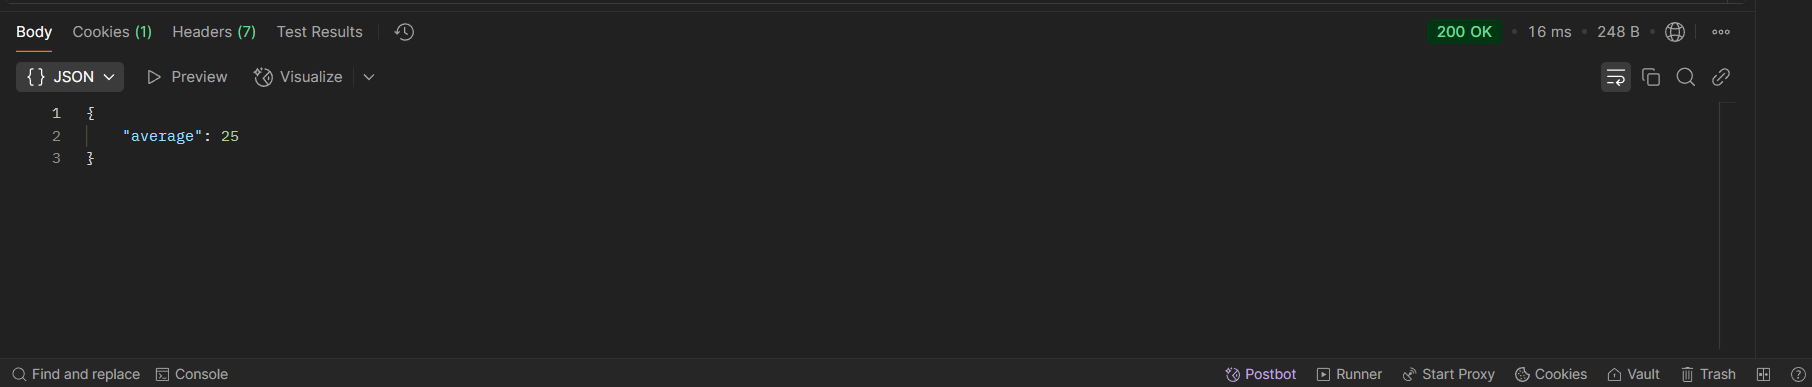 Body Cookies (1) Headers (7) Test Results 200 OK • 16 ms • 248 B •
{} JSON Preview Visualize
1 {
2 "average": 25
3 }
Find and replace Console Postbot Runner Start Proxy Cookies Vault Trash